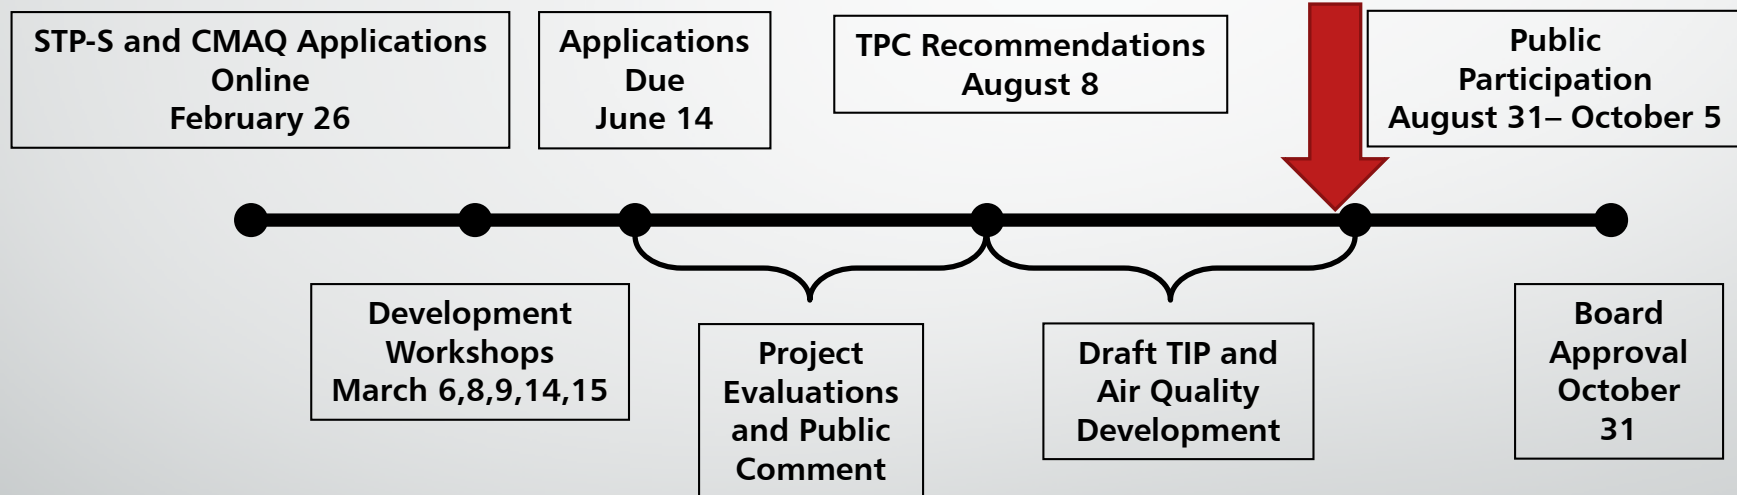 STP-S and CMAQ Applications
Online
February 26
Applications
Due
June 14
TPC Recommendations
August 8
Public
Participation
August 31– October 5
Development
Workshops
March 6,8,9,14,15
Project
Evaluations
and Public
Comment
Draft TIP and
Air Quality
Development
Board
Approval
October
31